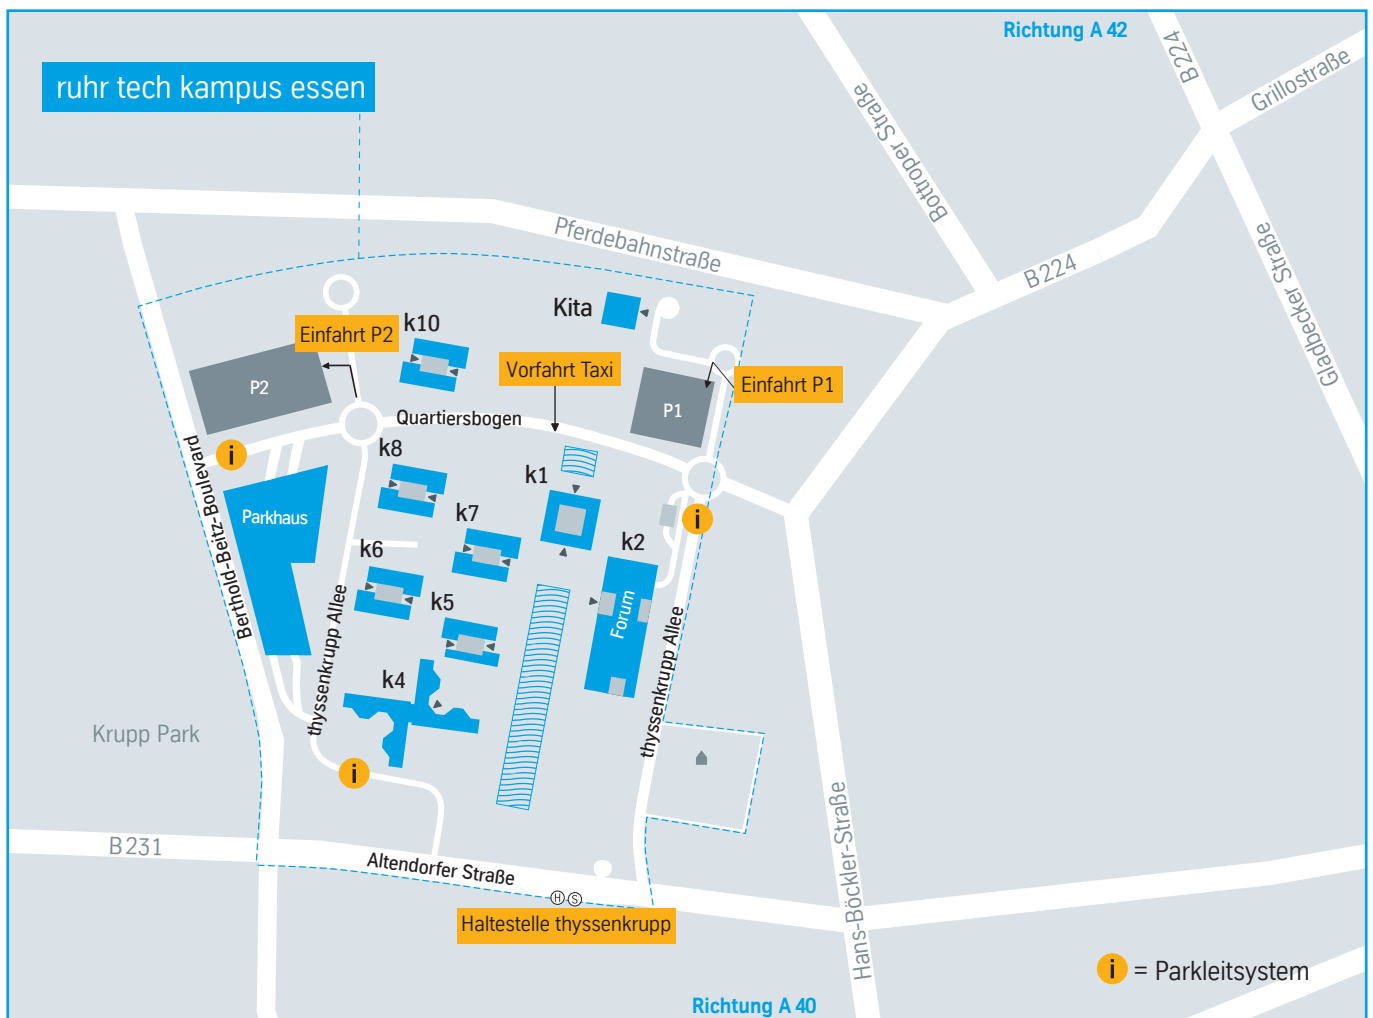 Richtung A 42
B224
Grillostraße
ruhr tech kampus essen
Bottroper Straße
Pferdebahnstraße
B224
Gladbecker Straße
Kita
Einfahrt P2
k10
Vorfahrt Taxi
Einfahrt P1
P2
P1
Quartiersbogen
i
k8
k1
Berthold-Beitz-Boulevard
Parkhaus
k7
i
k6
k2
k5
Forum
thyssenkrupp Allee
thyssenkrupp Allee
k4
Krupp Park
i
Hans-Böckler-Straße
B231
Altendorfer Straße
H S
Haltestelle thyssenkrupp
i = Parkleitsystem
Richtung A 40